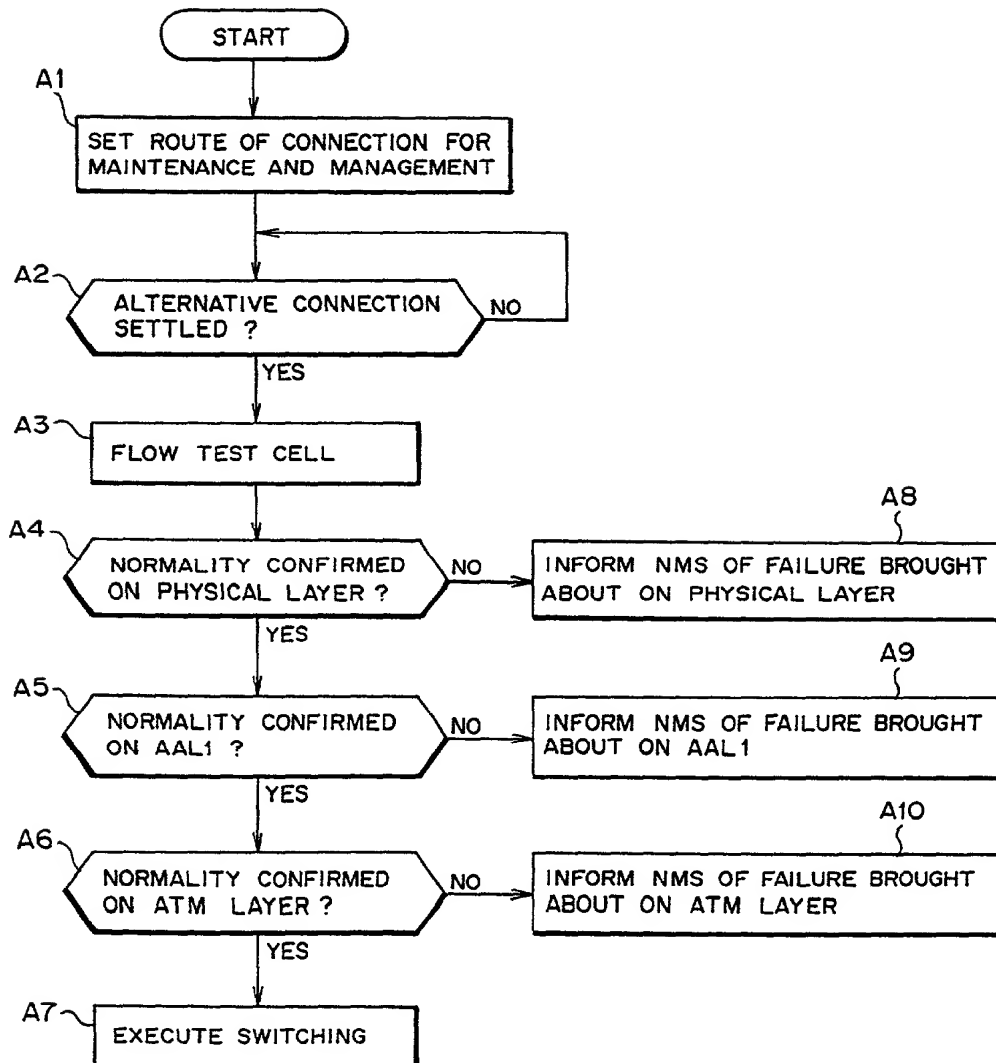 START
A1
SET ROUTE OF CONNECTION FOR
MAINTENANCE AND MANAGEMENT
A2
ALTERNATIVE CONNECTION
SETTLED ?
NO
YES
A3
FLOW TEST CELL
A4
NORMALITY CONFIRMED
ON PHYSICAL LAYER ?
NO
YES
A8
INFORM NMS OF FAILURE BROUGHT
ABOUT ON PHYSICAL LAYER
A5
NORMALITY CONFIRMED
ON AAL1 ?
NO
YES
A9
INFORM NMS OF FAILURE BROUGHT
ABOUT ON AAL1
A6
NORMALITY CONFIRMED
ON ATM LAYER ?
NO
YES
A10
INFORM NMS OF FAILURE BROUGHT
ABOUT ON ATM LAYER
A7
EXECUTE SWITCHING